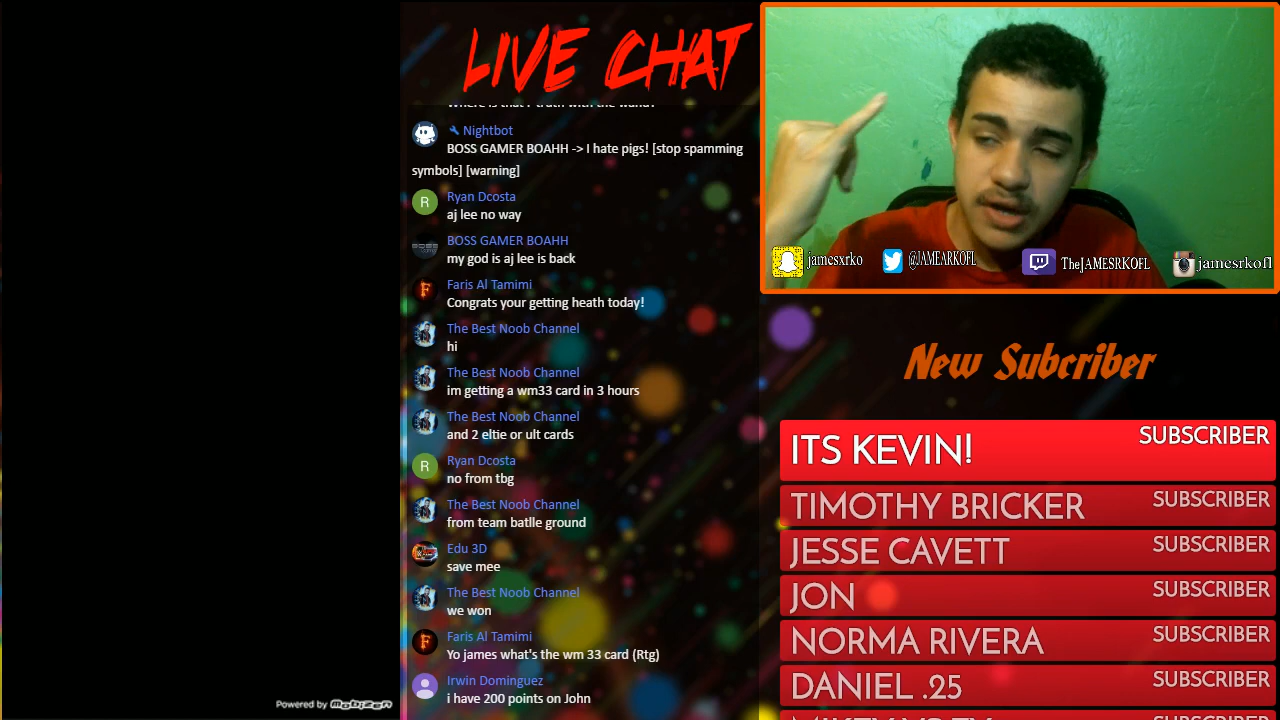 LIVE CHAT
Nightbot
BOSS GAMER BOAHH -> I hate pigs! [stop spamming
symbols] [warning]
Ryan Dcosta
aj lee no way
BOSS GAMER BOAHH
my god is aj lee is back
Faris Al Tamimi
Congrats your getting heath today!
The Best Noob Channel
hi
The Best Noob Channel
im getting a wm33 card in 3 hours
The Best Noob Channel
and 2 eltie or ult cards
Ryan Dcosta
no from tbg
The Best Noob Channel
from team batlle ground
Edu 3D
save mee
The Best Noob Channel
we won
Faris Al Tamimi
Yo james what's the wm 33 card (Rtg)
Irwin Dominguez
i have 200 points on John
Powered by Mobizen
jamesxrko
@JAMEARKOFL
TheJAMESRKOFL
jamesrkofl
New Subcriber
ITS KEVIN! SUBSCRIBER
TIMOTHY BRICKER SUBSCRIBER
JESSE CAVETT SUBSCRIBER
JON SUBSCRIBER
NORMA RIVERA SUBSCRIBER
DANIEL .25 SUBSCRIBER